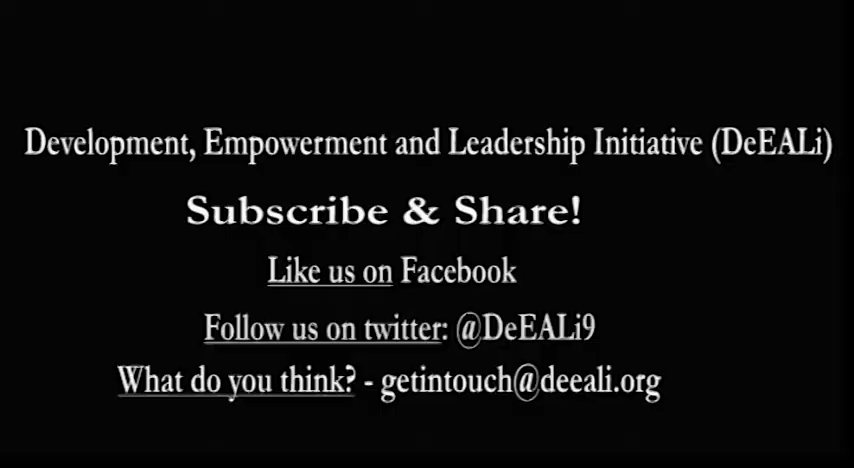 Development, Empowerment and Leadership Initiative (DeEALi)
Subscribe & Share!
Like us on Facebook
Follow us on twitter: @DeEALi9
What do you think? - getintouch@deeali.org